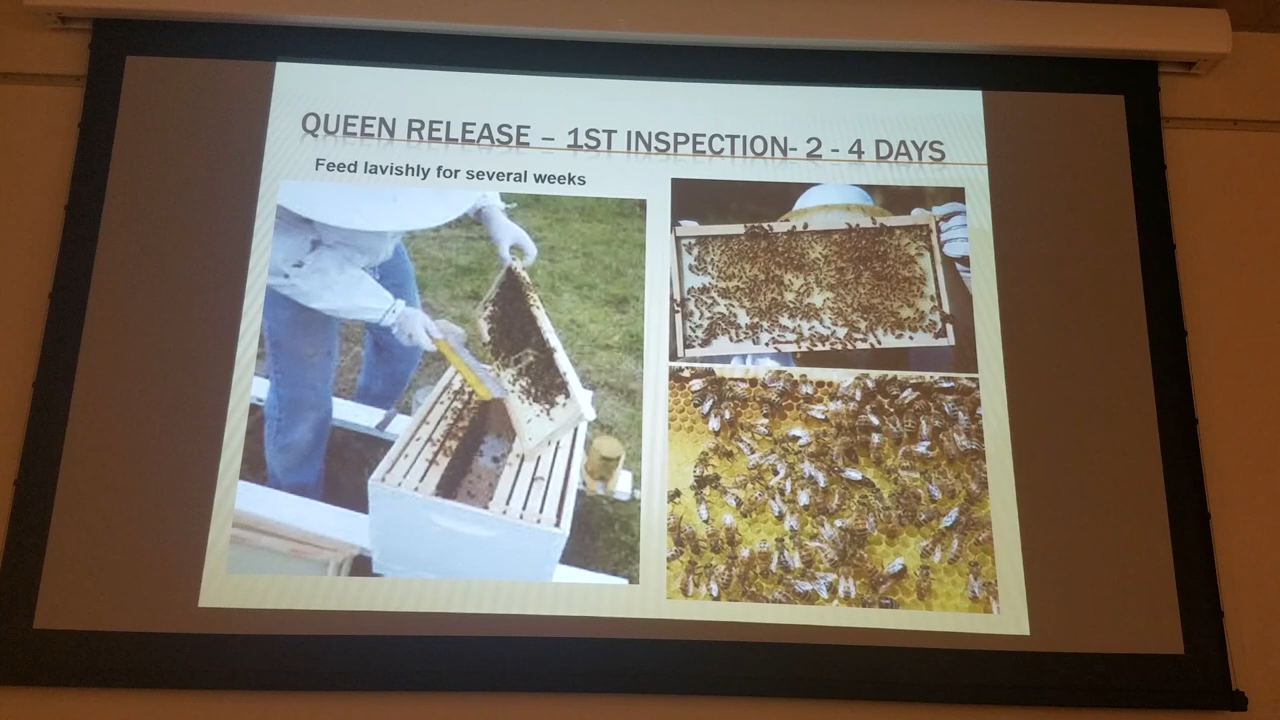 QUEEN RELEASE – 1ST INSPECTION- 2 - 4 DAYS
Feed lavishly for several weeks